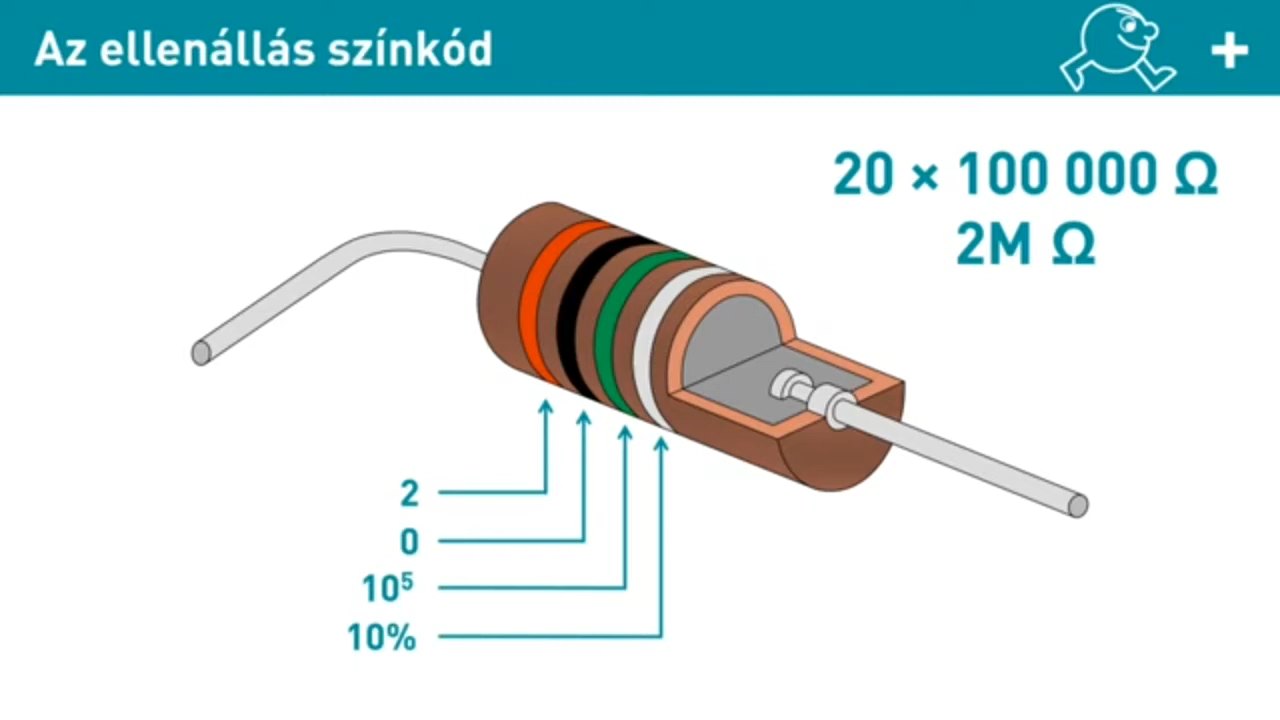 Az ellenállás színkód
+
20 × 100 000 Ω
2M Ω
2
0
10⁵
10%